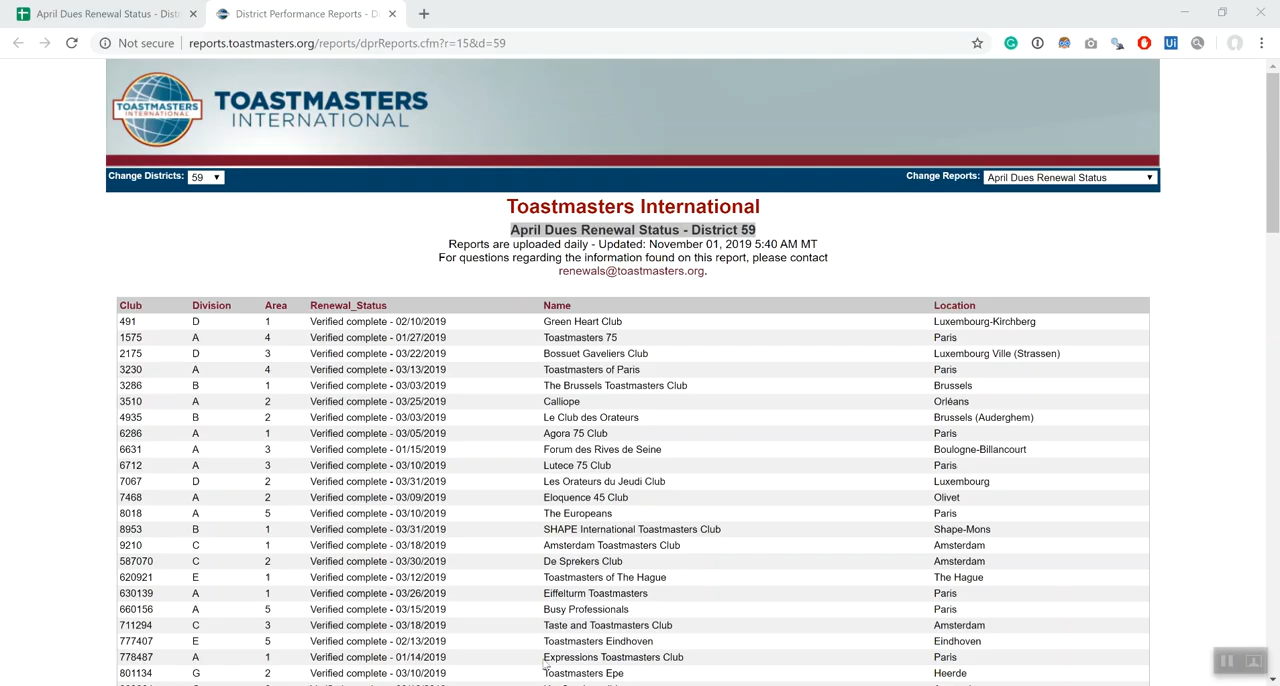 April Dues Renewal Status - Distr
District Performance Reports - Di
Not secure
reports.toastmasters.org/reports/dprReports.cfm?r=15&d=59
TOASTMASTERS
INTERNATIONAL
TOASTMASTERS
INTERNATIONAL
Change Districts: 59
Change Reports: April Dues Renewal Status
Toastmasters International
April Dues Renewal Status - District 59
Reports are uploaded daily - Updated: November 01, 2019 5:40 AM MT
For questions regarding the information found on this report, please contact
renewals@toastmasters.org.
Club Division Area Renewal_Status Name Location
491 D 1 Verified complete - 02/10/2019 Green Heart Club Luxembourg-Kirchberg
1575 A 4 Verified complete - 01/27/2019 Toastmasters 75 Paris
2175 D 3 Verified complete - 03/22/2019 Bossuet Gaveliers Club Luxembourg Ville (Strassen)
3230 A 4 Verified complete - 03/13/2019 Toastmasters of Paris Paris
3286 B 1 Verified complete - 03/03/2019 The Brussels Toastmasters Club Brussels
3510 A 2 Verified complete - 03/25/2019 Calliope Orléans
4935 B 2 Verified complete - 03/03/2019 Le Club des Orateurs Brussels (Auderghem)
6286 A 1 Verified complete - 03/05/2019 Agora 75 Club Paris
6631 A 3 Verified complete - 01/15/2019 Forum des Rives de Seine Boulogne-Billancourt
6712 A 3 Verified complete - 03/10/2019 Lutece 75 Club Paris
7067 D 2 Verified complete - 03/31/2019 Les Orateurs du Jeudi Club Luxembourg
7468 A 2 Verified complete - 03/09/2019 Eloquence 45 Club Olivet
8018 A 5 Verified complete - 03/10/2019 The Europeans Paris
8953 B 1 Verified complete - 03/31/2019 SHAPE International Toastmasters Club Shape-Mons
9210 C 1 Verified complete - 03/18/2019 Amsterdam Toastmasters Club Amsterdam
587070 C 2 Verified complete - 03/30/2019 De Sprekers Club Amsterdam
620921 E 1 Verified complete - 03/12/2019 Toastmasters of The Hague The Hague
630139 A 1 Verified complete - 03/26/2019 Eiffelturm Toastmasters Paris
660156 A 5 Verified complete - 03/15/2019 Busy Professionals Paris
711294 C 3 Verified complete - 03/18/2019 Taste and Toastmasters Club Amsterdam
777407 E 5 Verified complete - 02/13/2019 Toastmasters Eindhoven Eindhoven
778487 A 1 Verified complete - 01/14/2019 Expressions Toastmasters Club Paris
801134 G 2 Verified complete - 03/10/2019 Toastmasters Epe Heerde